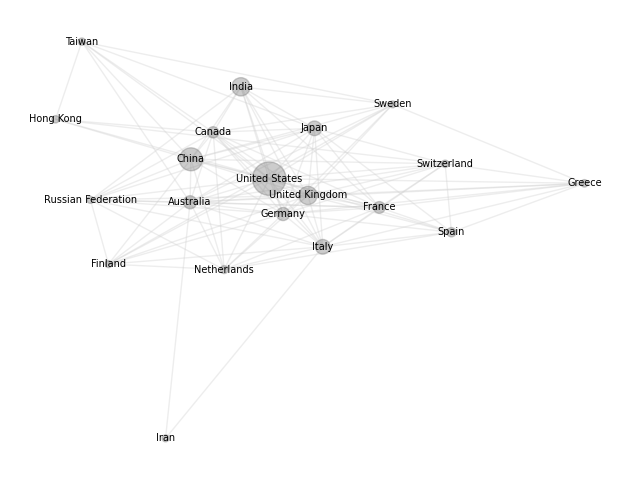 Taiwan
India
Sweden
Hong Kong
Canada
Japan
China
Switzerland
United States
Greece
United Kingdom
Russian Federation
Australia
France
Germany
Spain
Italy
Finland
Netherlands
Iran